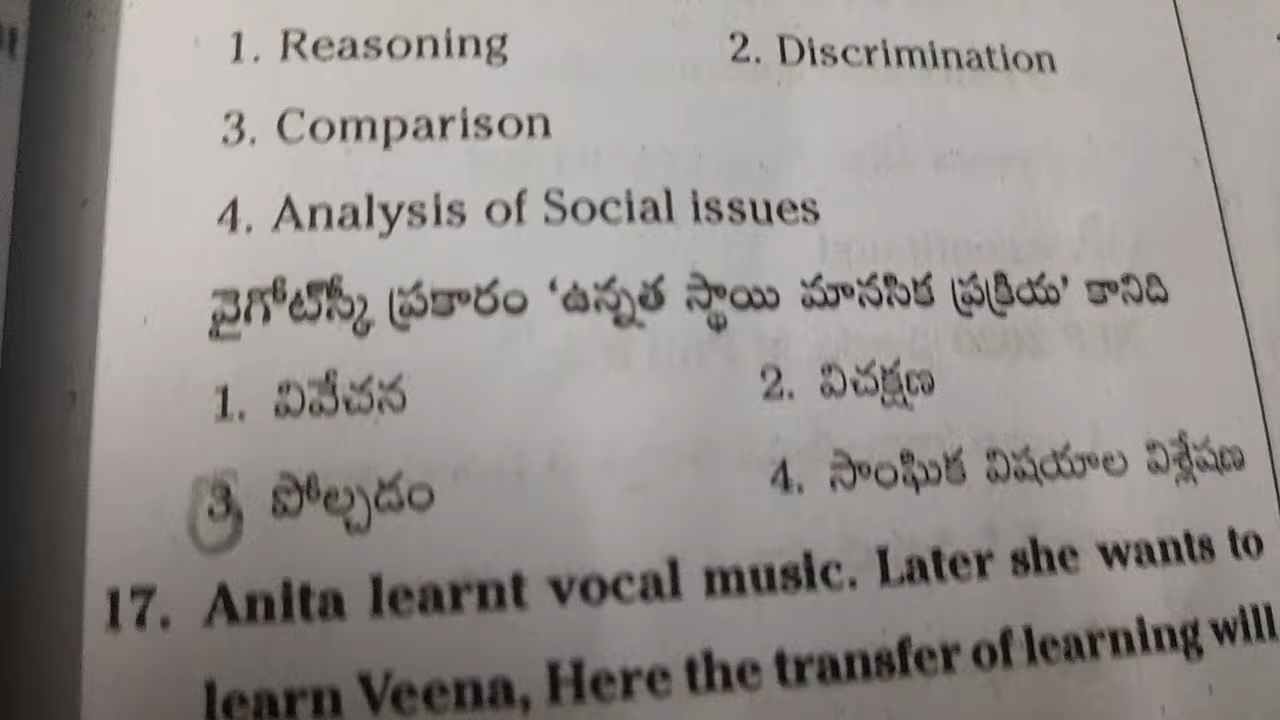 1. Reasoning 2. Discrimination
3. Comparison
4. Analysis of Social issues
వైగోట్‌స్కీ ప్రకారం ‘ఉన్నత స్థాయి మానసిక ప్రక్రియ’ కానిది
1. వివేచన 2. విచక్షణ
3 పోల్చడం 4. సాంఘిక విషయాల విశ్లేషణ
17. Anita learnt vocal music. Later she wants to
learn Veena, Here the transfer of learning will